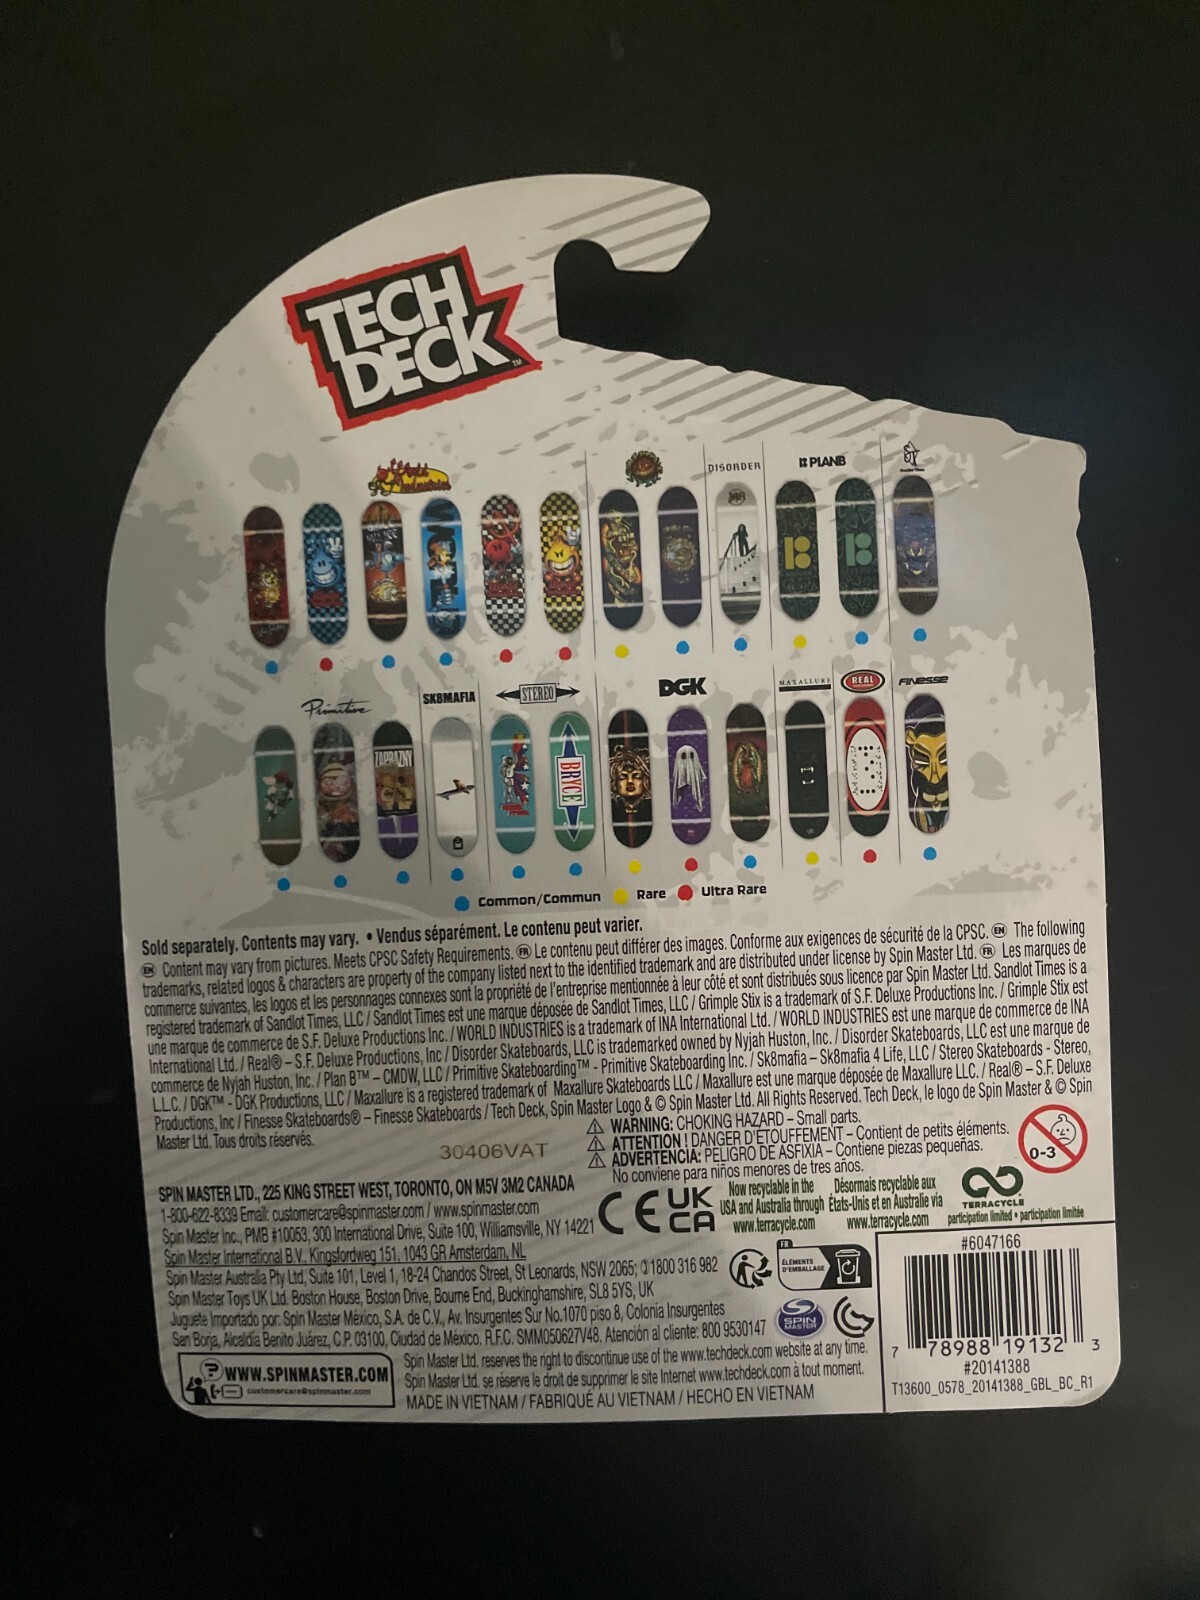 TECH
DECK™
World Industries
DISORDER
PLANB
Primitive
SK8MAFIA
STEREO
DGK
MAXALLURE
REAL
FINESSE
ZAPRAZNY
BRYCE
Common/Commun
Rare
Ultra Rare
Sold separately. Contents may vary. • Vendus séparément. Le contenu peut varier.
EN Content may vary from pictures. Meets CPSC Safety Requirements. FR Le contenu peut différer des images. Conforme aux exigences de sécurité de la CPSC. EN The following
trademarks, related logos & characters are property of the company listed next to the identified trademark and are distributed under license by Spin Master Ltd. FR Les marques de
commerce suivantes, les logos et les personnages connexes sont la propriété de l'entreprise mentionnée à leur côté et sont distribués sous licence par Spin Master Ltd. Sandlot Times is a
registered trademark of Sandlot Times, LLC / Sandlot Times est une marque déposée de Sandlot Times, LLC / Grimple Stix is a trademark of S.F. Deluxe Productions Inc. / Grimple Stix est
une marque de commerce de S.F. Deluxe Productions Inc. / WORLD INDUSTRIES is a trademark of INA International Ltd. / WORLD INDUSTRIES est une marque de commerce de INA
International Ltd. / Real® – S.F. Deluxe Productions, Inc / Disorder Skateboards, LLC is trademarked owned by Nyjah Huston, Inc. / Disorder Skateboards, LLC est une marque de
commerce de Nyjah Huston, Inc. / Plan B™ – CMDW, LLC / Primitive Skateboarding™ - Primitive Skateboarding Inc. / Sk8mafia – Sk8mafia 4 Life, LLC / Stereo Skateboards - Stereo,
L.L.C. / DGK™ - DGK Productions, LLC / Maxallure is a registered trademark of Maxallure Skateboards LLC / Maxallure est une marque déposée de Maxallure LLC. / Real® – S.F. Deluxe
Productions, Inc / Finesse Skateboards® – Finesse Skateboards / Tech Deck, Spin Master Logo & © Spin Master Ltd. All Rights Reserved. Tech Deck, le logo de Spin Master & © Spin
Master Ltd. Tous droits réservés.
30406VAT
WARNING: CHOKING HAZARD – Small parts.
ATTENTION ! DANGER D'ÉTOUFFEMENT – Contient de petits éléments.
ADVERTENCIA: PELIGRO DE ASFIXIA – Contiene piezas pequeñas.
No conviene para niños menores de tres años.
0-3
SPIN MASTER LTD., 225 KING STREET WEST, TORONTO, ON M5V 3M2 CANADA
1-800-622-8339 Email: customercare@spinmaster.com / www.spinmaster.com
Spin Master Inc., PMB #10053, 300 International Drive, Suite 100, Williamsville, NY 14221
Spin Master International B.V., Kingsfordweg 151, 1043 GR Amsterdam, NL
Spin Master Australia Pty Ltd, Suite 101, Level 1, 18-24 Chandos Street, St Leonards, NSW 2065; 1800 316 982
Spin Master Toys UK Ltd. Boston House, Boston Drive, Bourne End, Buckinghamshire, SL8 5YS, UK
Juguete Importado por: Spin Master México, S.A. de C.V., Av. Insurgentes Sur No.1070 piso 8, Colonia Insurgentes
San Borja, Alcaldía Benito Juárez, C.P. 03100, Ciudad de México. R.F.C. SMM050627V48. Atención al cliente: 800 9530147
CE UK
CA
Now recyclable in the
USA and Australia through
www.terracycle.com
Désormais recyclable aux
États-Unis et en Australie via
www.terracycle.com
TERRACYCLE
participation limited • participation limitée
FR
ÉLÉMENTS
D'EMBALLAGE
SPIN
MASTER
WWW.SPINMASTER.COM
customercare@spinmaster.com
Spin Master Ltd. reserves the right to discontinue use of the www.techdeck.com website at any time.
Spin Master Ltd. se réserve le droit de supprimer le site Internet www.techdeck.com à tout moment.
MADE IN VIETNAM / FABRIQUÉ AU VIETNAM / HECHO EN VIETNAM
#6047166
7 78988 19132 3
#20141388
T13600_0578_20141388_GBL_BC_R1